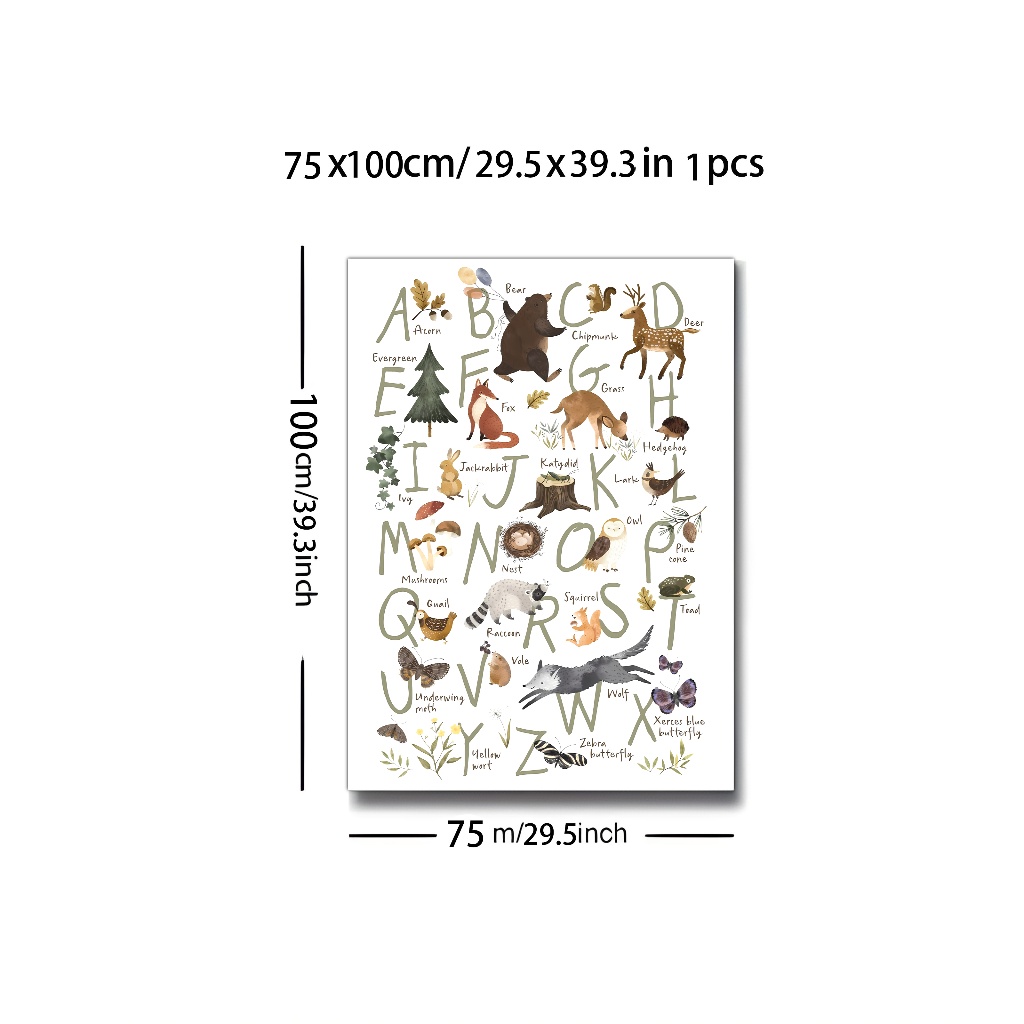 75x100cm/ 29.5x39.3in 1pcs
100cm/39.3inch
A
Acorn
B
Bear
C
Chipmunk
D
Deer
E
Evergreen
F
Fox
G
Grass
H
Hedgehog
I
Ivy
J
Jackrabbit
K
Katydid
L
Lark
M
Mushrooms
N
Nest
O
Owl
P
Pine
cone
Q
Quail
R
Raccoon
S
Squirrel
T
Toad
U
Underwing
moth
V
Vole
W
Wolf
X
Xerces blue
butterfly
Y
Yellow
wort
Z
Zebra
butterfly
75 m/29.5inch